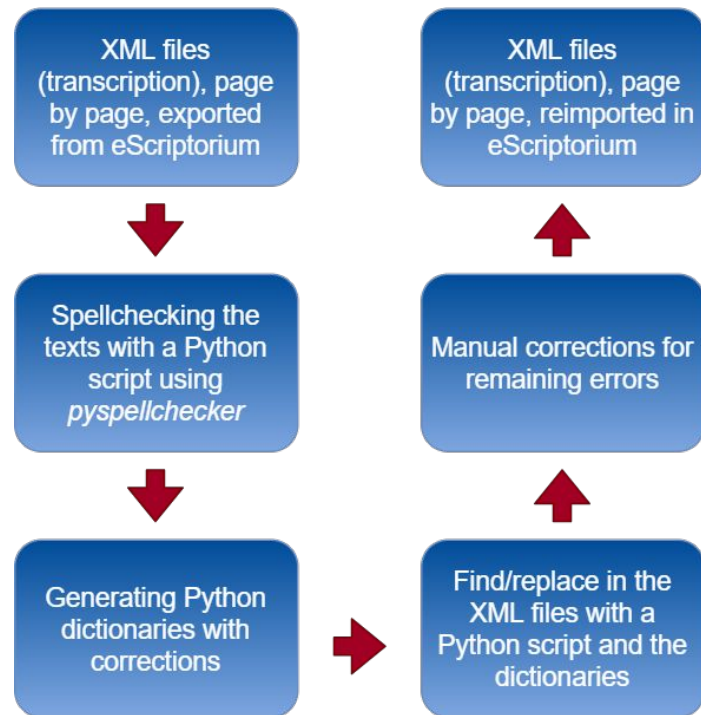 XML files
(transcription), page
by page, exported
from eScriptorium
Spellchecking the
texts with a Python
script using
pyspellchecker
Generating Python
dictionaries with
corrections
Find/replace in the
XML files with a
Python script and the
dictionaries
Manual corrections for
remaining errors
XML files
(transcription), page
by page, reimported in
eScriptorium